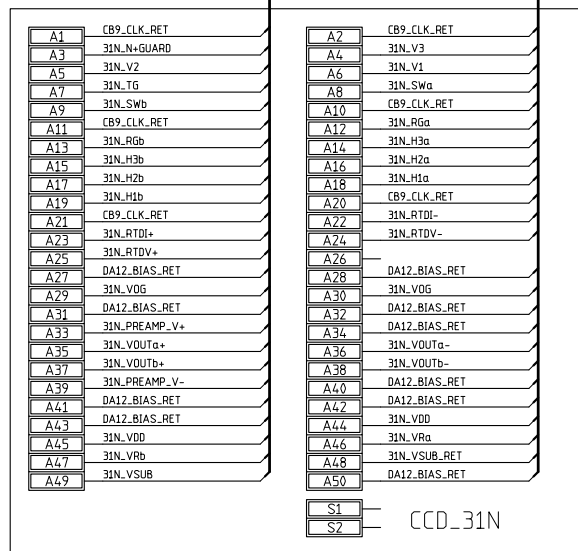 A1 CB9_CLK_RET
A3 31N_N+GUARD
A5 31N_V2
A7 31N_TG
A9 31N_SWb
A11 CB9_CLK_RET
A13 31N_RGb
A15 31N_H3b
A17 31N_H2b
A19 31N_H1b
A21 CB9_CLK_RET
A23 31N_RTDI+
A25 31N_RTDV+
A27 DA12_BIAS_RET
A29 31N_VOG
A31 DA12_BIAS_RET
A33 31N_PREAMP_V+
A35 31N_VOUTa+
A37 31N_VOUTb+
A39 31N_PREAMP_V-
A41 DA12_BIAS_RET
A43 DA12_BIAS_RET
A45 31N_VDD
A47 31N_VRb
A49 31N_VSUB
A2 CB9_CLK_RET
A4 31N_V3
A6 31N_V1
A8 31N_SWa
A10 CB9_CLK_RET
A12 31N_RGa
A14 31N_H3a
A16 31N_H2a
A18 31N_H1a
A20 CB9_CLK_RET
A22 31N_RTDI-
A24 31N_RTDV-
A26
A28 DA12_BIAS_RET
A30 31N_VOG
A32 DA12_BIAS_RET
A34 DA12_BIAS_RET
A36 31N_VOUTa-
A38 31N_VOUTb-
A40 DA12_BIAS_RET
A42 DA12_BIAS_RET
A44 31N_VDD
A46 31N_VRa
A48 31N_VSUB_RET
A50 DA12_BIAS_RET
S1
S2
CCD_31N